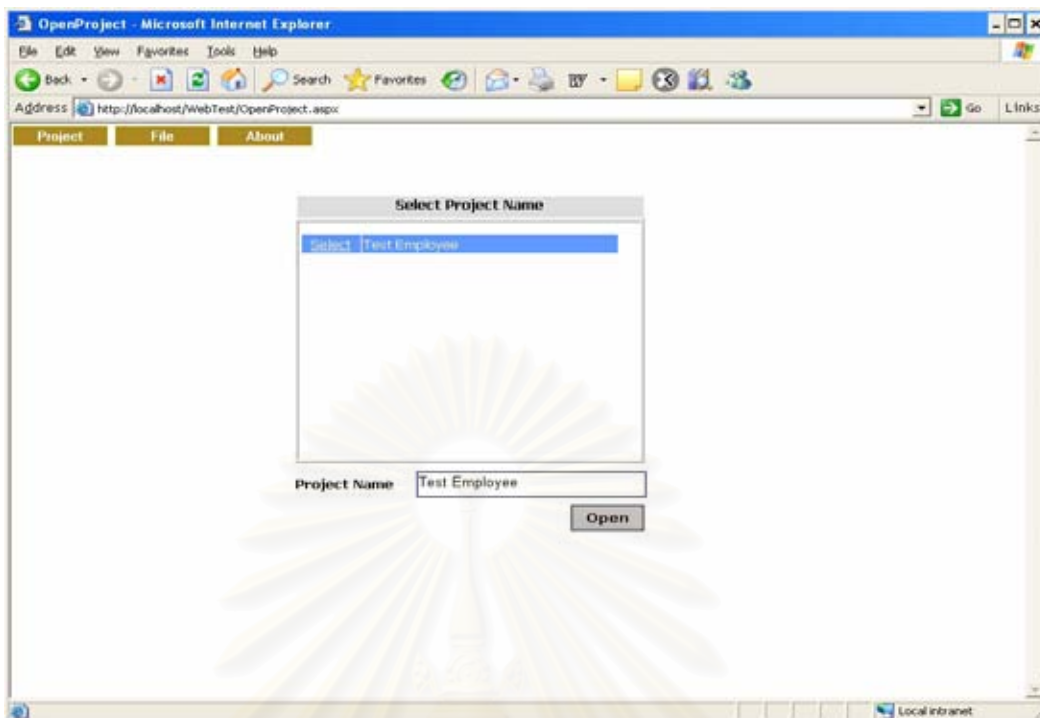 OpenProject - Microsoft Internet Explorer
File Edit View Favorites Tools Help
Back Search Favorites
Address http://localhost/WebTest/OpenProject.aspx Go Links
Project File About
Select Project Name
Select Test Employee
Project Name Test Employee
Open
Local intranet